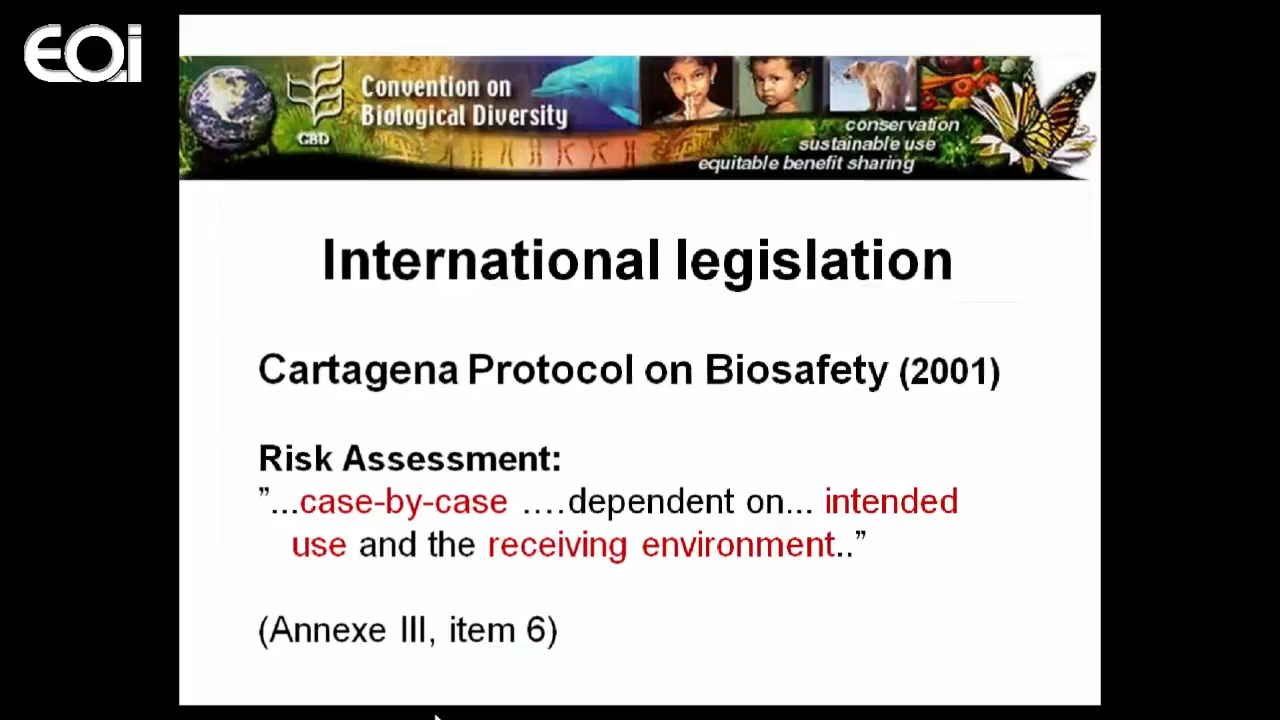 EOi
Convention on
Biological Diversity
CBD
conservation
sustainable use
equitable benefit sharing
International legislation
Cartagena Protocol on Biosafety (2001)
Risk Assessment:
”...case-by-case ….dependent on... intended
use and the receiving environment..”
(Annexe III, item 6)